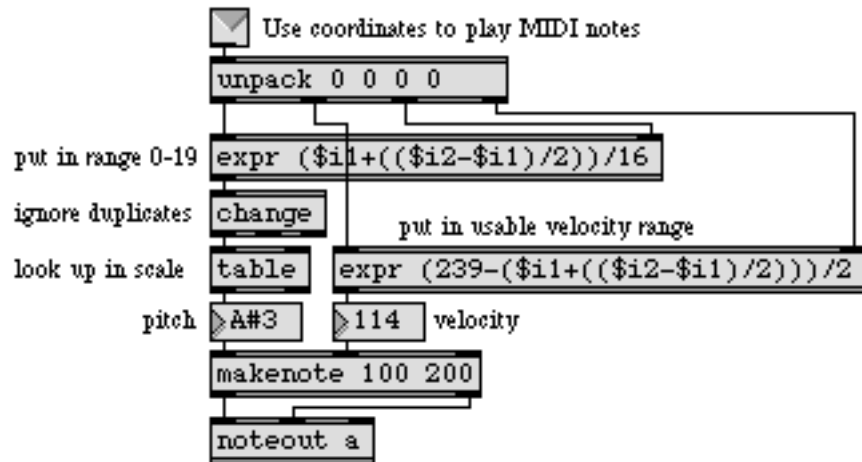 Use coordinates to play MIDI notes
unpack 0 0 0 0
put in range 0-19
expr ($i1+(($i2-$i1)/2))/16
ignore duplicates
change
put in usable velocity range
look up in scale
table
expr (239-($i1+(($i2-$i1)/2)))/2
pitch
A#3
114
velocity
makenote 100 200
noteout a